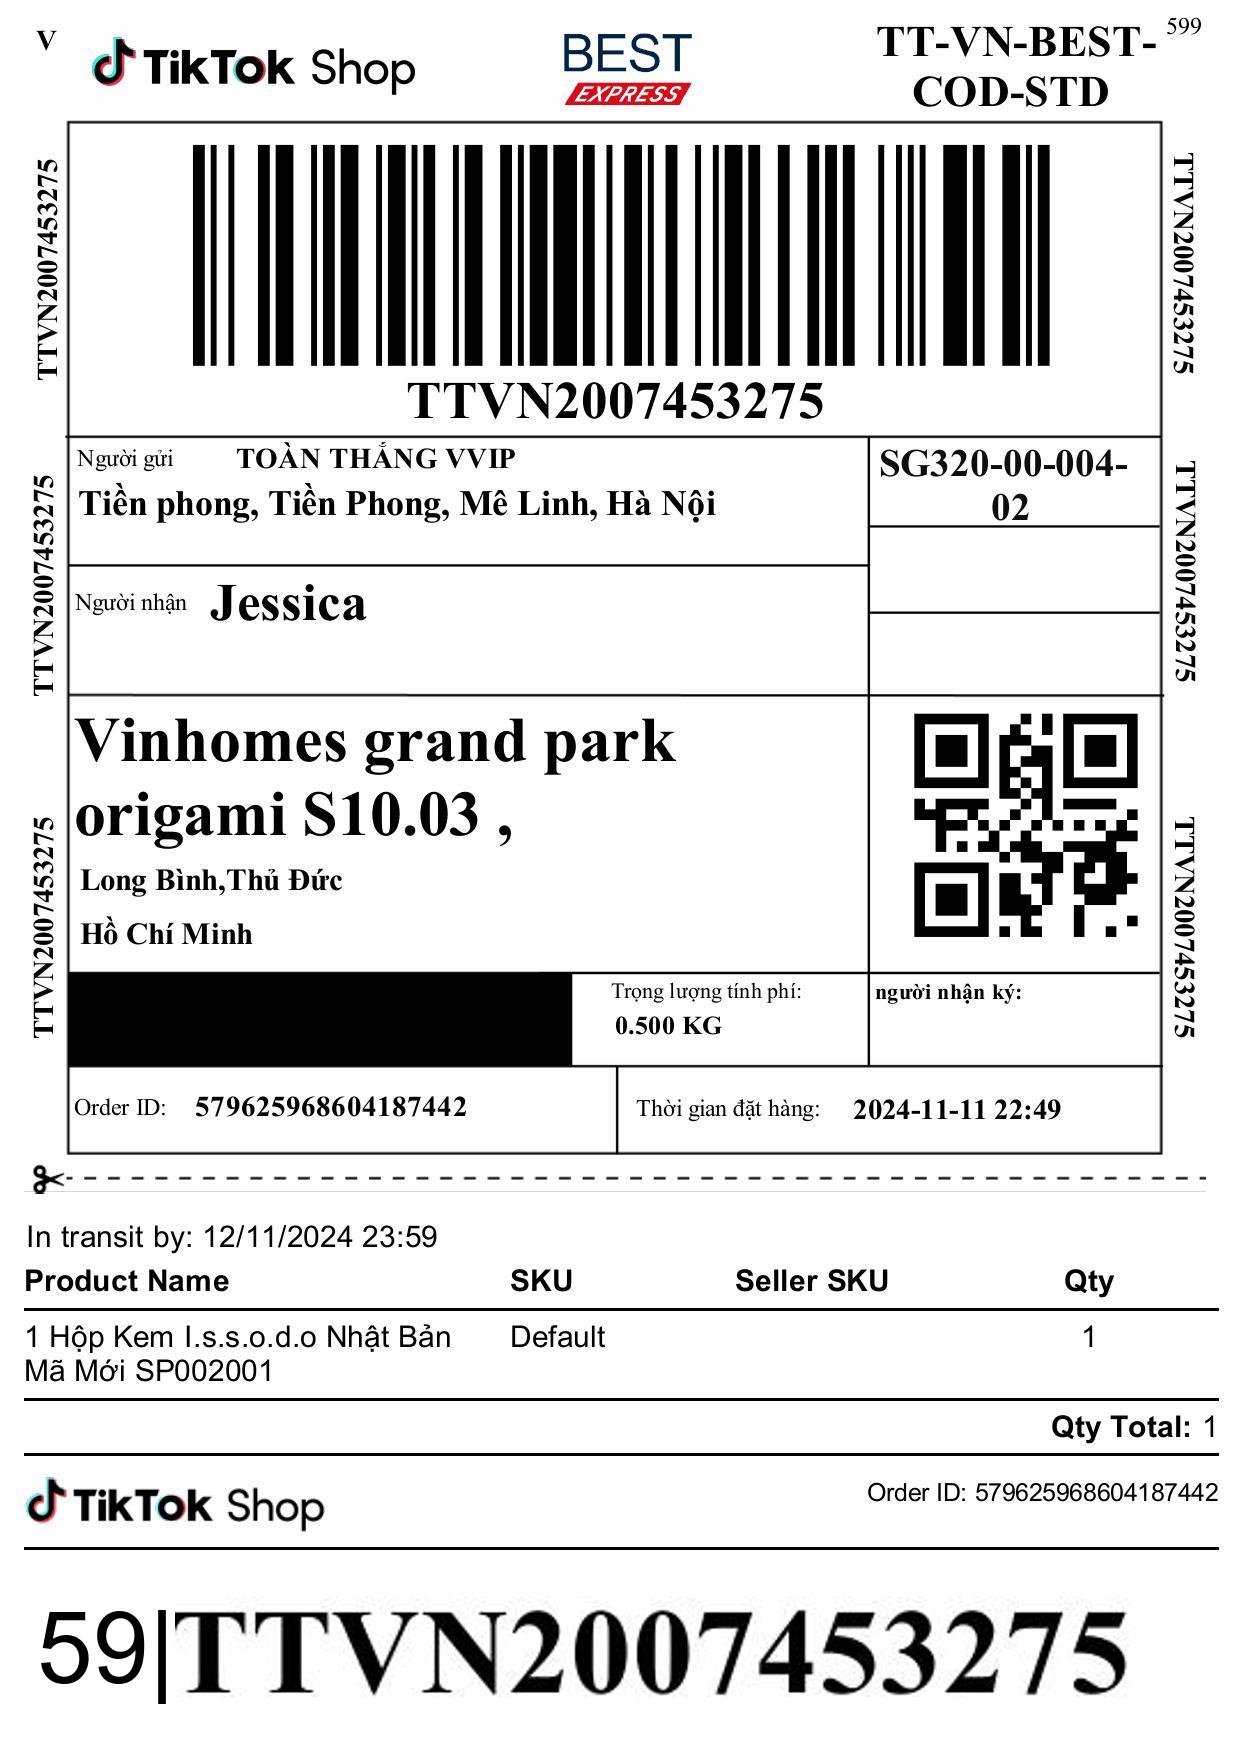 V
TikTok Shop
BEST
EXPRESS
TT-VN-BEST-
COD-STD
599
TTVN2007453275
TTVN2007453275
TTVN2007453275
Người gửi TOÀN THẮNG VVIP
Tiền phong, Tiền Phong, Mê Linh, Hà Nội
SG320-00-004-
02
TTVN2007453275
TTVN2007453275
Người nhận Jessica
Vinhomes grand park
origami S10.03 ,
Long Bình,Thủ Đức
Hồ Chí Minh
TTVN2007453275
TTVN2007453275
Trọng lượng tính phí:
0.500 KG
người nhận ký:
Order ID: 579625968604187442
Thời gian đặt hàng: 2024-11-11 22:49
In transit by: 12/11/2024 23:59
Product Name SKU Seller SKU Qty
1 Hộp Kem I.s.s.o.d.o Nhật Bản Default 1
Mã Mới SP002001
Qty Total: 1
TikTok Shop
Order ID: 579625968604187442
59|TTVN2007453275